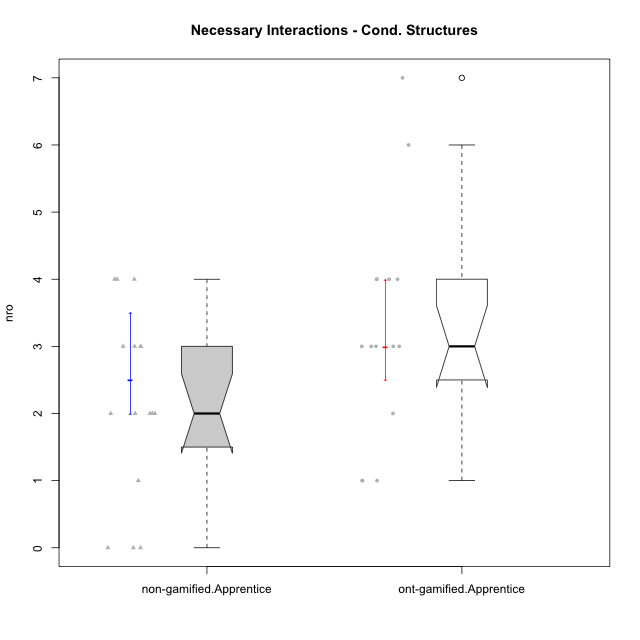 Necessary Interactions - Cond. Structures
7
6
5
4
3
2
1
0
nro
non-gamified.Apprentice
ont-gamified.Apprentice